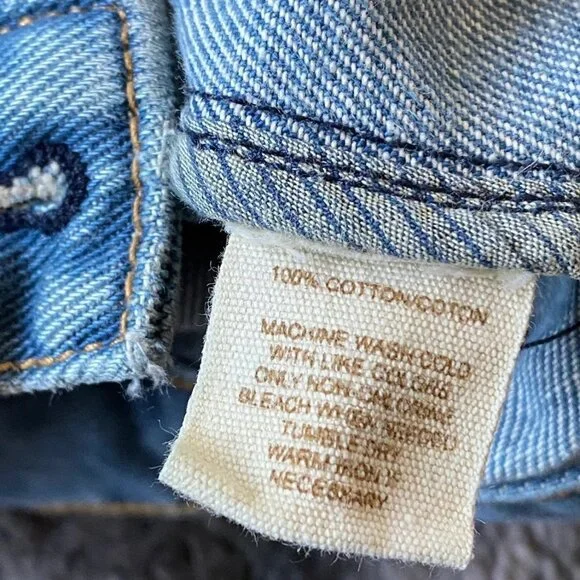 100% COTTON/COTON
MACHINE WASH COLD
WITH LIKE COLORS
ONLY NON-CHLORINE
BLEACH WHEN NEEDED
TUMBLE DRY
WARM IRON IF
NECESSARY